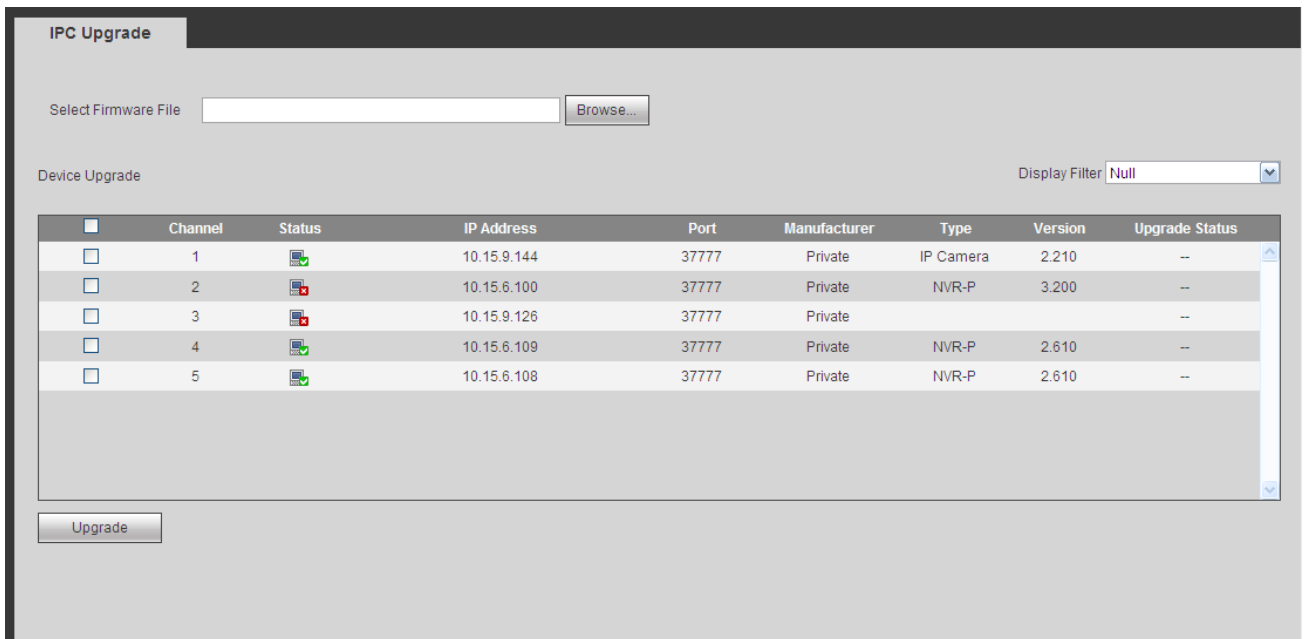 IPC Upgrade
Select Firmware File Browse...
Device Upgrade Display Filter Null
Channel Status IP Address Port Manufacturer Type Version Upgrade Status
1 10.15.9.144 37777 Private IP Camera 2.210 --
2 10.15.6.100 37777 Private NVR-P 3.200 --
3 10.15.9.126 37777 Private --
4 10.15.6.109 37777 Private NVR-P 2.610 --
5 10.15.6.108 37777 Private NVR-P 2.610 --
Upgrade